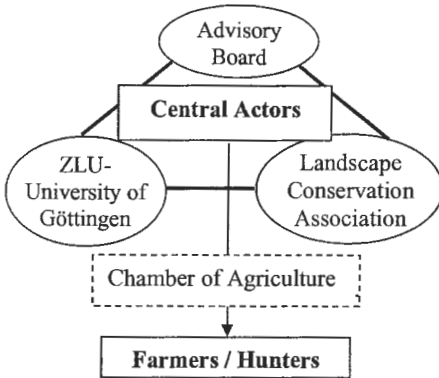 Advisory
Board
Central Actors
ZLU-
University of
Göttingen
Landscape
Conservation
Association
Chamber of Agriculture
Farmers / Hunters